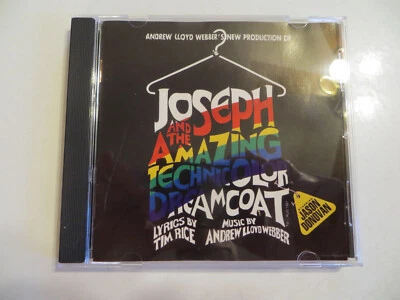 ANDREW LLOYD WEBBER'S NEW PRODUCTION OF
JOSEPH
AND THE
AMAZING
TECHNICOLOR
DREAMCOAT
LYRICS BY
TIM RICE
MUSIC BY
ANDREW LLOYD WEBBER
JASON
DONOVAN